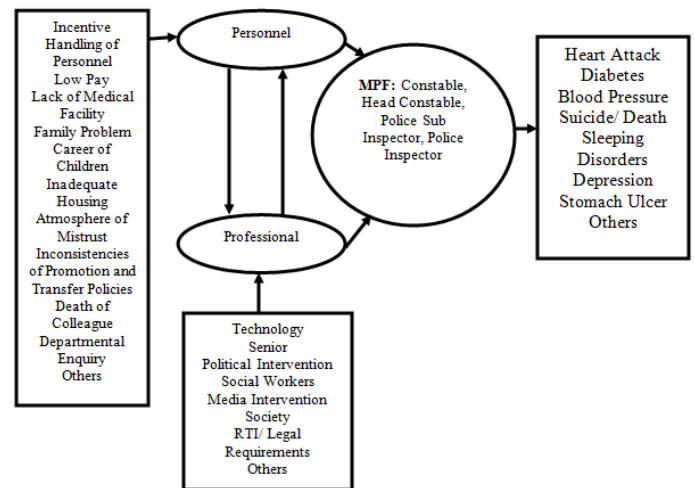 Incentive
Handling of
Personnel
Low Pay
Lack of Medical
Facility
Family Problem
Career of
Children
Inadequate
Housing
Atmosphere of
Mistrust
Inconsistencies
of Promotion and
Transfer Policies
Death of
Colleague
Departmental
Enquiry
Others
Personnel
Professional
Technology
Senior
Political Intervention
Social Workers
Media Intervention
Society
RTI/ Legal
Requirements
Others
MPF: Constable,
Head Constable,
Police Sub
Inspector, Police
Inspector
Heart Attack
Diabetes
Blood Pressure
Suicide/ Death
Sleeping
Disorders
Depression
Stomach Ulcer
Others